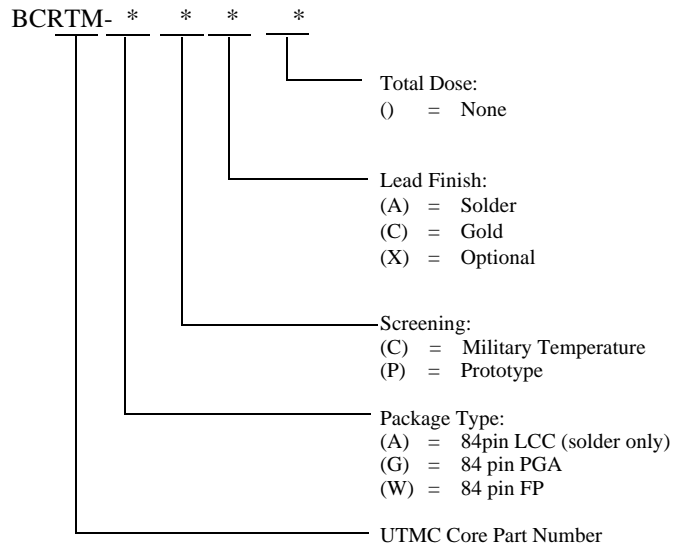 BCRTM- * * * *
Total Dose:
() = None
Lead Finish:
(A) = Solder
(C) = Gold
(X) = Optional
Screening:
(C) = Military Temperature
(P) = Prototype
Package Type:
(A) = 84pin LCC (solder only)
(G) = 84 pin PGA
(W) = 84 pin FP
UTMC Core Part Number